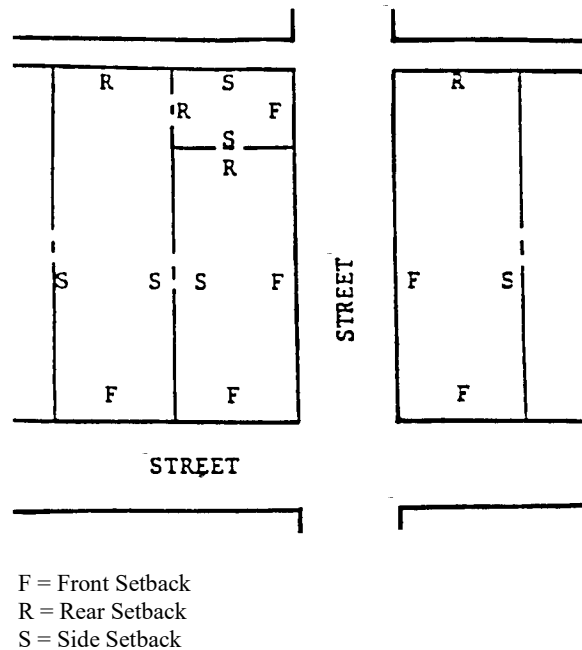 R S R
R F
S
R
S S S F F S
STREET
F F F
STREET
F = Front Setback
R = Rear Setback
S = Side Setback